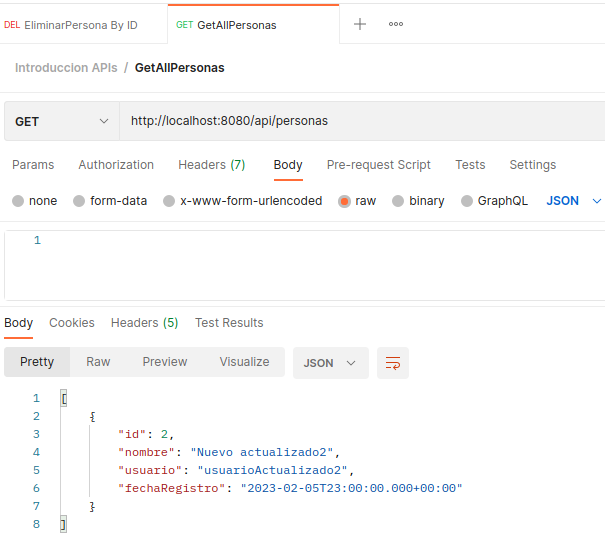 DEL EliminarPersona By ID GET GetAllPersonas
Introduccion APIs / GetAllPersonas
GET http://localhost:8080/api/personas
Params Authorization Headers (7) Body Pre-request Script Tests Settings
none form-data x-www-form-urlencoded raw binary GraphQL JSON
1
Body Cookies Headers (5) Test Results
Pretty Raw Preview Visualize JSON
1 [
2 {
3 "id": 2,
4 "nombre": "Nuevo actualizado2",
5 "usuario": "usuarioActualizado2",
6 "fechaRegistro": "2023-02-05T23:00:00.000+00:00"
7 }
8 ]